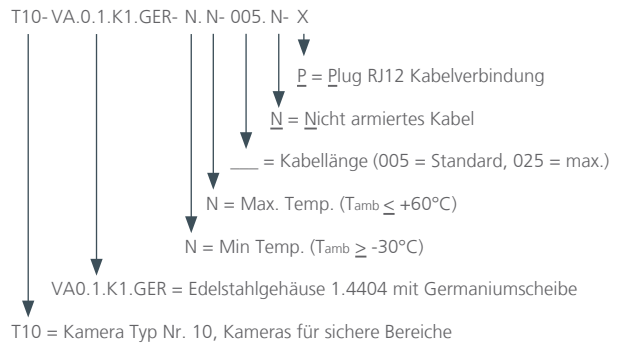 T10- VA.0.1.K1.GER- N. N- 005. N- X
P = Plug RJ12 Kabelverbindung
N = Nicht armiertes Kabel
___ = Kabellänge (005 = Standard, 025 = max.)
N = Max. Temp. (Tamb ≤ +60°C)
N = Min Temp. (Tamb ≥ -30°C)
VA0.1.K1.GER = Edelstahlgehäuse 1.4404 mit Germaniumscheibe
T10 = Kamera Typ Nr. 10, Kameras für sichere Bereiche